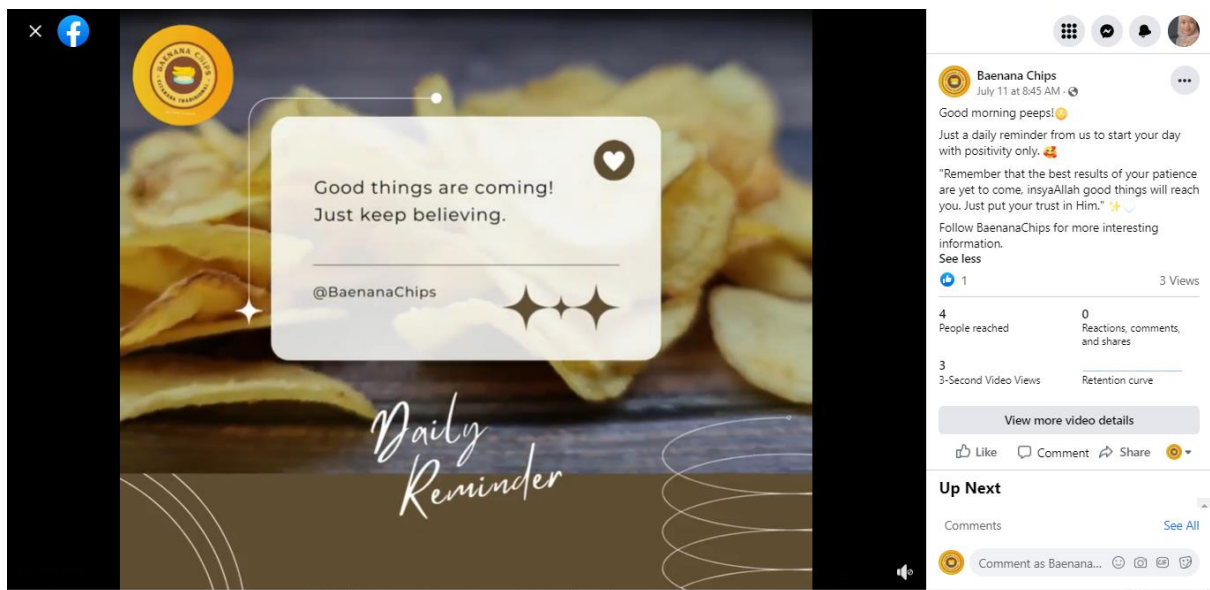 BAENANA CHIPS
Good things are coming!
Just keep believing.
@BaenanaChips
Daily
Reminder
Baenana Chips
July 11 at 8:45 AM ·
Good morning peeps!
Just a daily reminder from us to start your day
with positivity only.
"Remember that the best results of your patience
are yet to come, insyaAllah good things will reach
you. Just put your trust in Him."
Follow BaenanaChips for more interesting
information.
See less
1
3 Views
4
People reached
0
Reactions, comments,
and shares
3
3-Second Video Views
Retention curve
View more video details
Like
Comment
Share
Up Next
Comments
See All
Comment as Baenana...
GIF